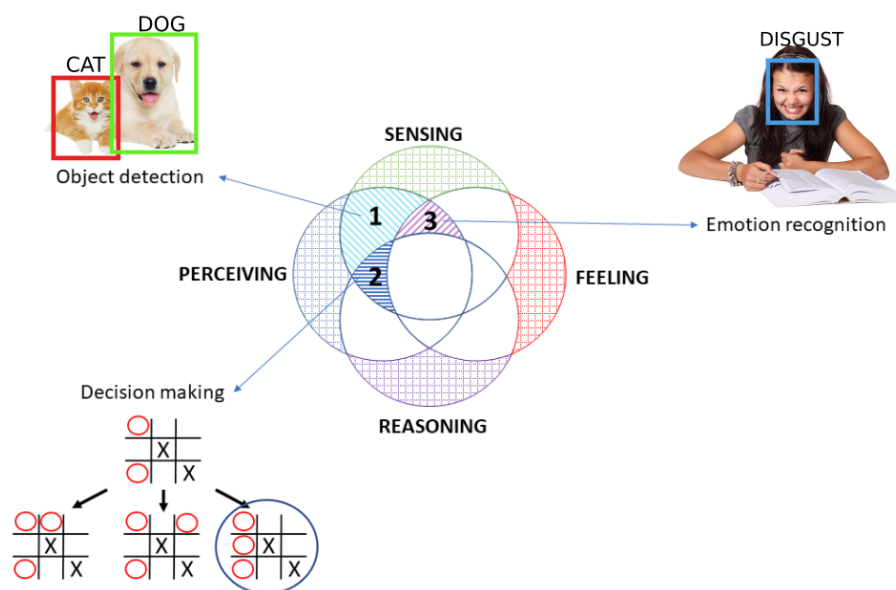 DOG
CAT
DISGUST
SENSING
Object detection
1
3
Emotion recognition
PERCEIVING
2
FEELING
Decision making
REASONING
X
X
X
X
X
X
X
X